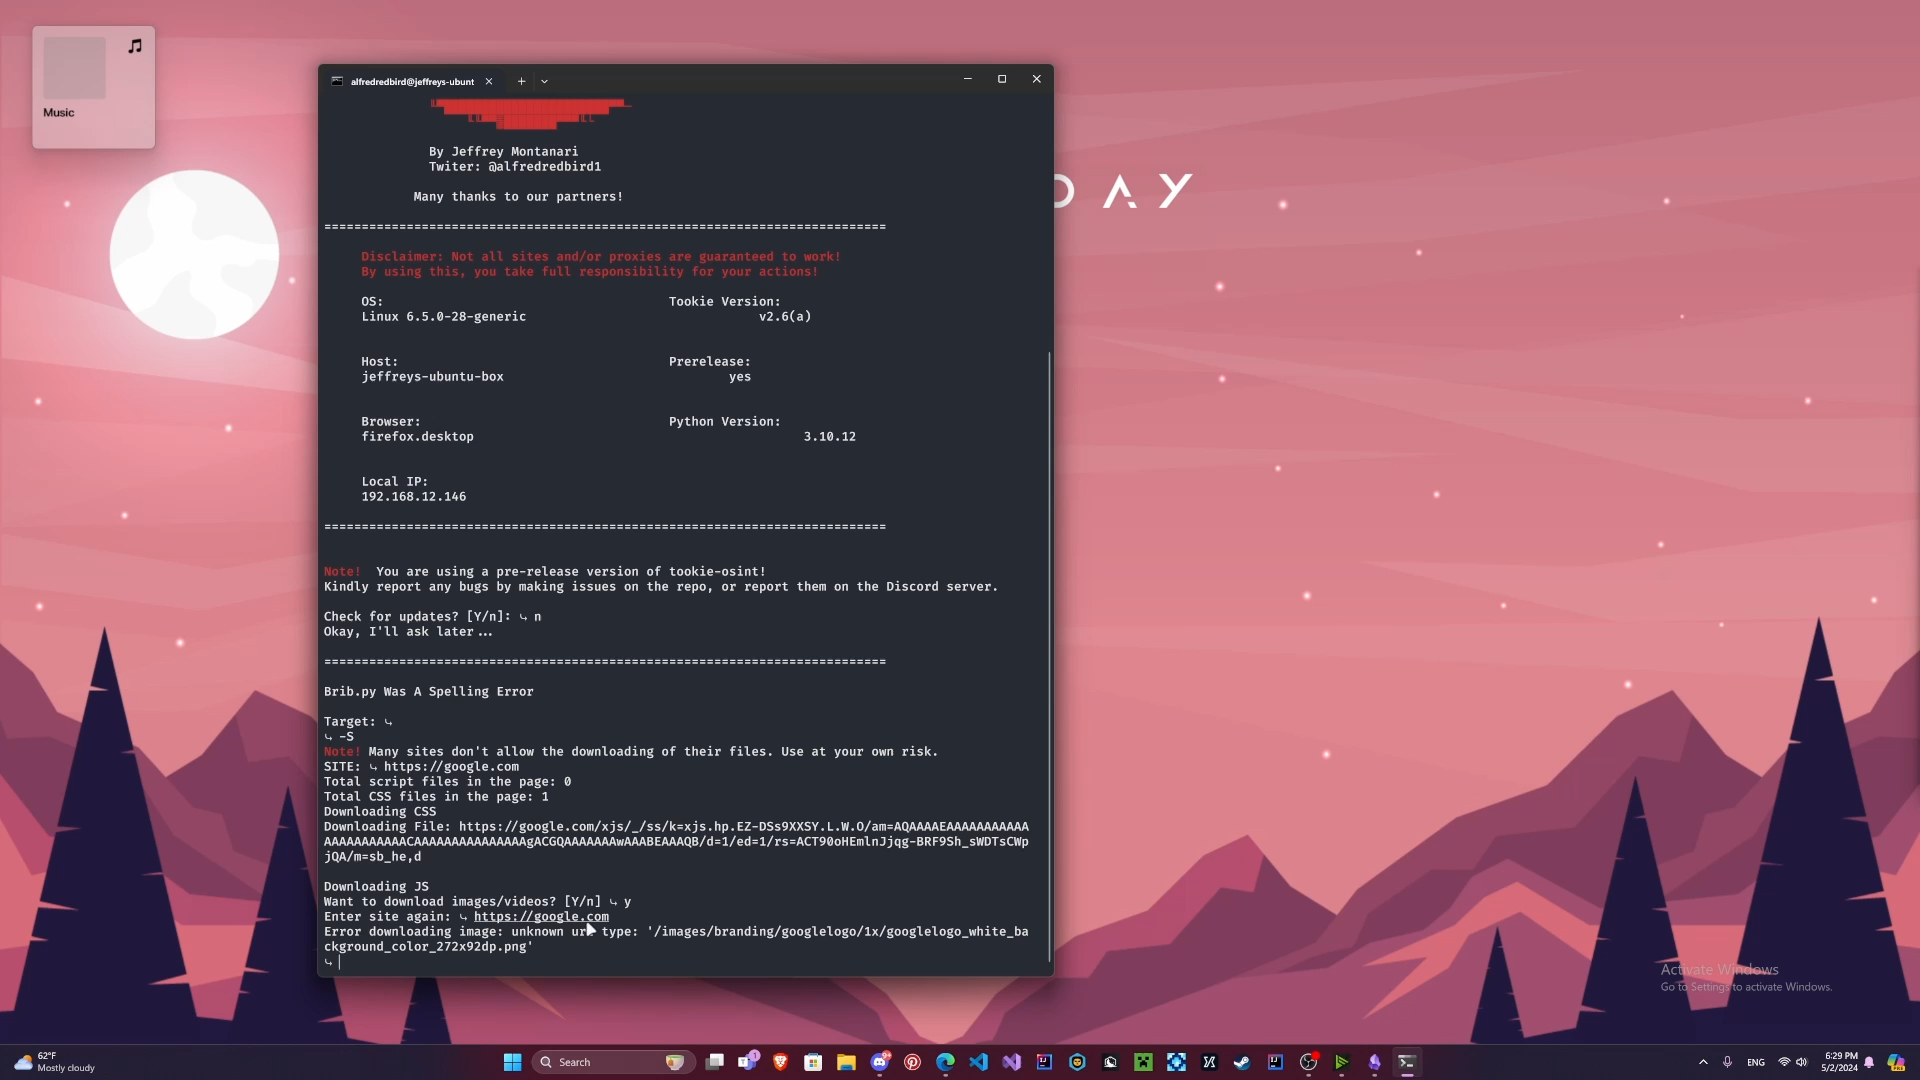 Music
alfredredbird@jeffreys-ubunt
DAY
By Jeffrey Montanari
Twiter: @alfredredbird1
Many thanks to our partners!
===========================================================================
Disclaimer: Not all sites and/or proxies are guaranteed to work!
By using this, you take full responsibility for your actions!
OS: Tookie Version:
Linux 6.5.0-28-generic v2.6(a)
Host: Prerelease:
jeffreys-ubuntu-box yes
Browser: Python Version:
firefox.desktop 3.10.12
Local IP:
192.168.12.146
===========================================================================
Note! You are using a pre-release version of tookie-osint!
Kindly report any bugs by making issues on the repo, or report them on the Discord server.
Check for updates? [Y/n]: ⤷ n
Okay, I'll ask later...
===========================================================================
Brib.py Was A Spelling Error
Target: ⤷
⤷ -S
Note! Many sites don't allow the downloading of their files. Use at your own risk.
SITE: ⤷ https://google.com
Total script files in the page: 0
Total CSS files in the page: 1
Downloading CSS
Downloading File: https://google.com/xjs/_/ss/k=xjs.hp.EZ-DSs9XXSY.L.W.O/am=AQAAAAEAAAAAAAAAAA
AAAAAAAAAAACAAAAAAAAAAAAAAAgACGQAAAAAAAwAAABEAAAQB/d=1/ed=1/rs=ACT90oHEmlnJjqg-BRF9Sh_sWDTsCWp
jQA/m=sb_he,d
Downloading JS
Want to download images/videos? [Y/n] ⤷ y
Enter site again: ⤷ https://google.com
Error downloading image: unknown url type: '/images/branding/googlelogo/1x/googlelogo_white_ba
ckground_color_272x92dp.png'
⤷
Activate Windows
Go to Settings to activate Windows.
62°F
Mostly cloudy
Search
ENG
6:29 PM
5/2/2024